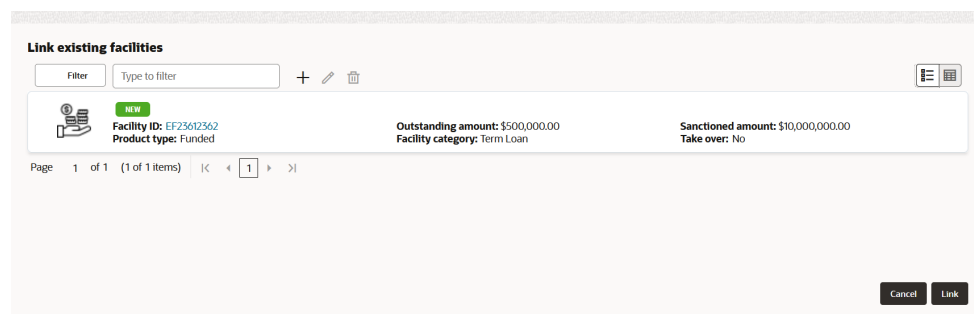 Link existing facilities
Filter Type to filter
NEW
Facility ID: EF23612362 Outstanding amount: $500,000.00 Sanctioned amount: $10,000,000.00
Product type: Funded Facility category: Term Loan Take over: No
Page 1 of 1 (1 of 1 items) 1
Cancel Link